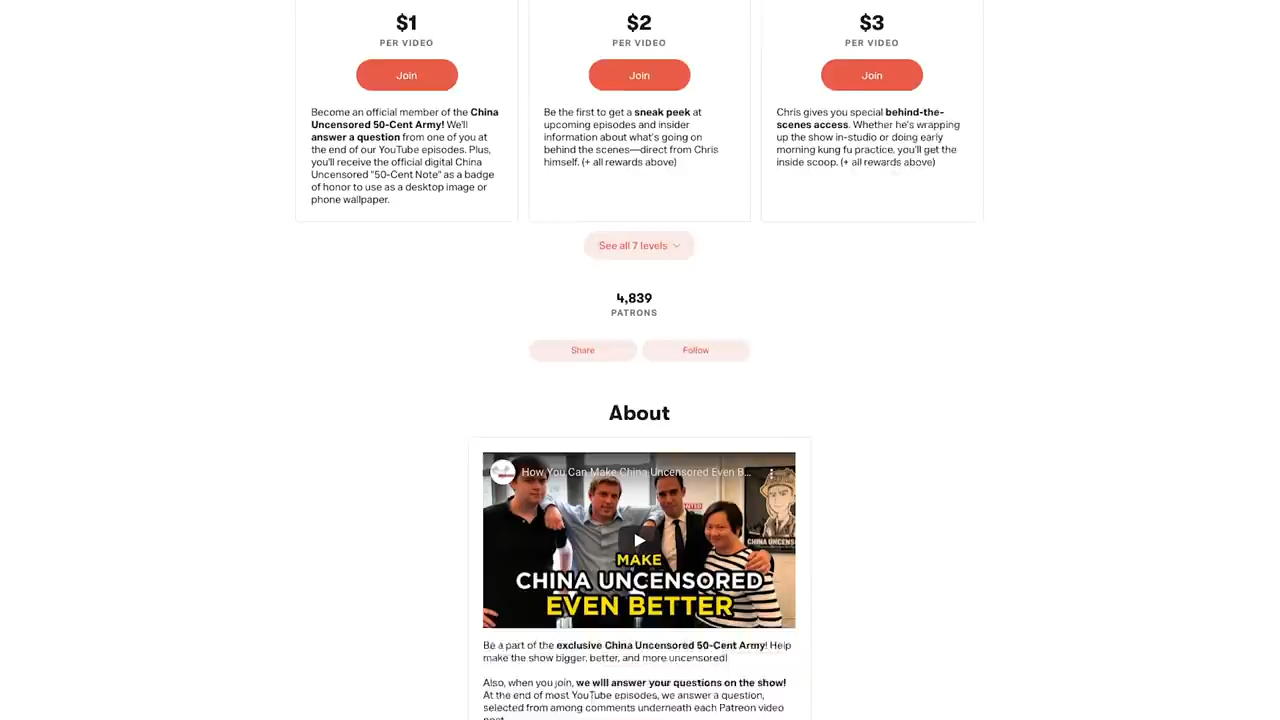 $1
PER VIDEO
Join
Become an official member of the China
Uncensored 50-Cent Army! We'll
answer a question from one of you at
the end of our YouTube episodes. Plus,
you'll receive the official digital China
Uncensored "50-Cent Note" as a badge
of honor to use as a desktop image or
phone wallpaper.
$2
PER VIDEO
Join
Be the first to get a sneak peek at
upcoming episodes and insider
information about what's going on
behind the scenes—direct from Chris
himself. (+ all rewards above)
$3
PER VIDEO
Join
Chris gives you special behind-the-
scenes access. Whether he's wrapping
up the show in-studio or doing early
morning kung fu practice, you'll get the
inside scoop. (+ all rewards above)
See all 7 levels
4,839
PATRONS
Share
Follow
About
How You Can Make China Uncensored Even B...
CHINA UNCENS
MAKE
CHINA UNCENSORED
EVEN BETTER
Be a part of the exclusive China Uncensored 50-Cent Army! Help
make the show bigger, better, and more uncensored!
Also, when you join, we will answer your questions on the show!
At the end of most YouTube episodes, we answer a question,
selected from among comments underneath each Patreon video